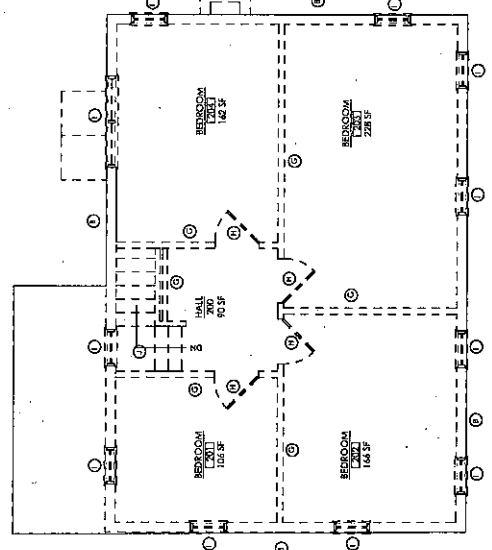 BEDROOM
204
162 SF
BEDROOM
203
228 SF
HALL
200
90 SF
DN
BEDROOM
201
106 SF
BEDROOM
202
166 SF
B
B
B
G
G
G
G
G
G
H
H
H
H
J